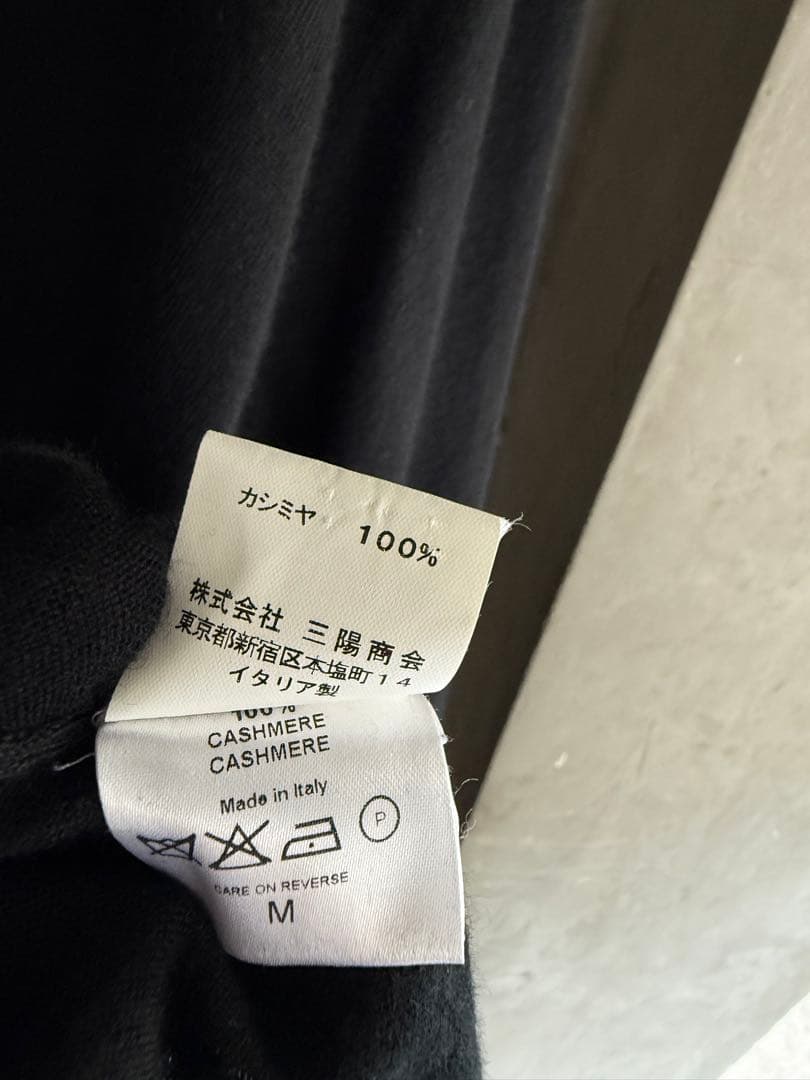 カシミヤ 100%
株式会社 三陽商会
東京都新宿区本塩町14
イタリア製
100%
CASHMERE
CASHMERE
Made in Italy
P
CARE ON REVERSE
M